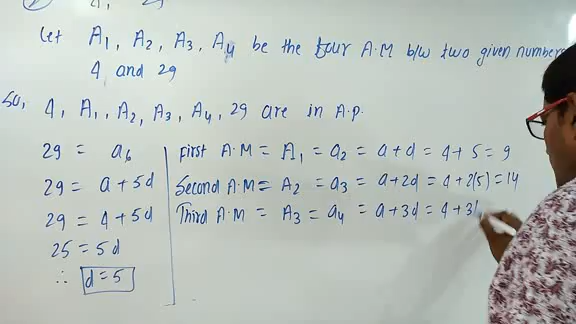 Let A₁, A₂, A₃, A₄ be the four A.M b/w two given numbers
4 and 29
So, 4, A₁, A₂, A₃, A₄, 29 are in A.p.
29 = a₆
29 = a + 5d
29 = 4 + 5d
25 = 5d
∴ d = 5
First A.M = A₁ = a₂ = a + d = 4 + 5 = 9
Second A.M = A₂ = a₃ = a + 2d = 4 + 2(5) = 14
Third A.M = A₃ = a₄ = a + 3d = 4 + 3